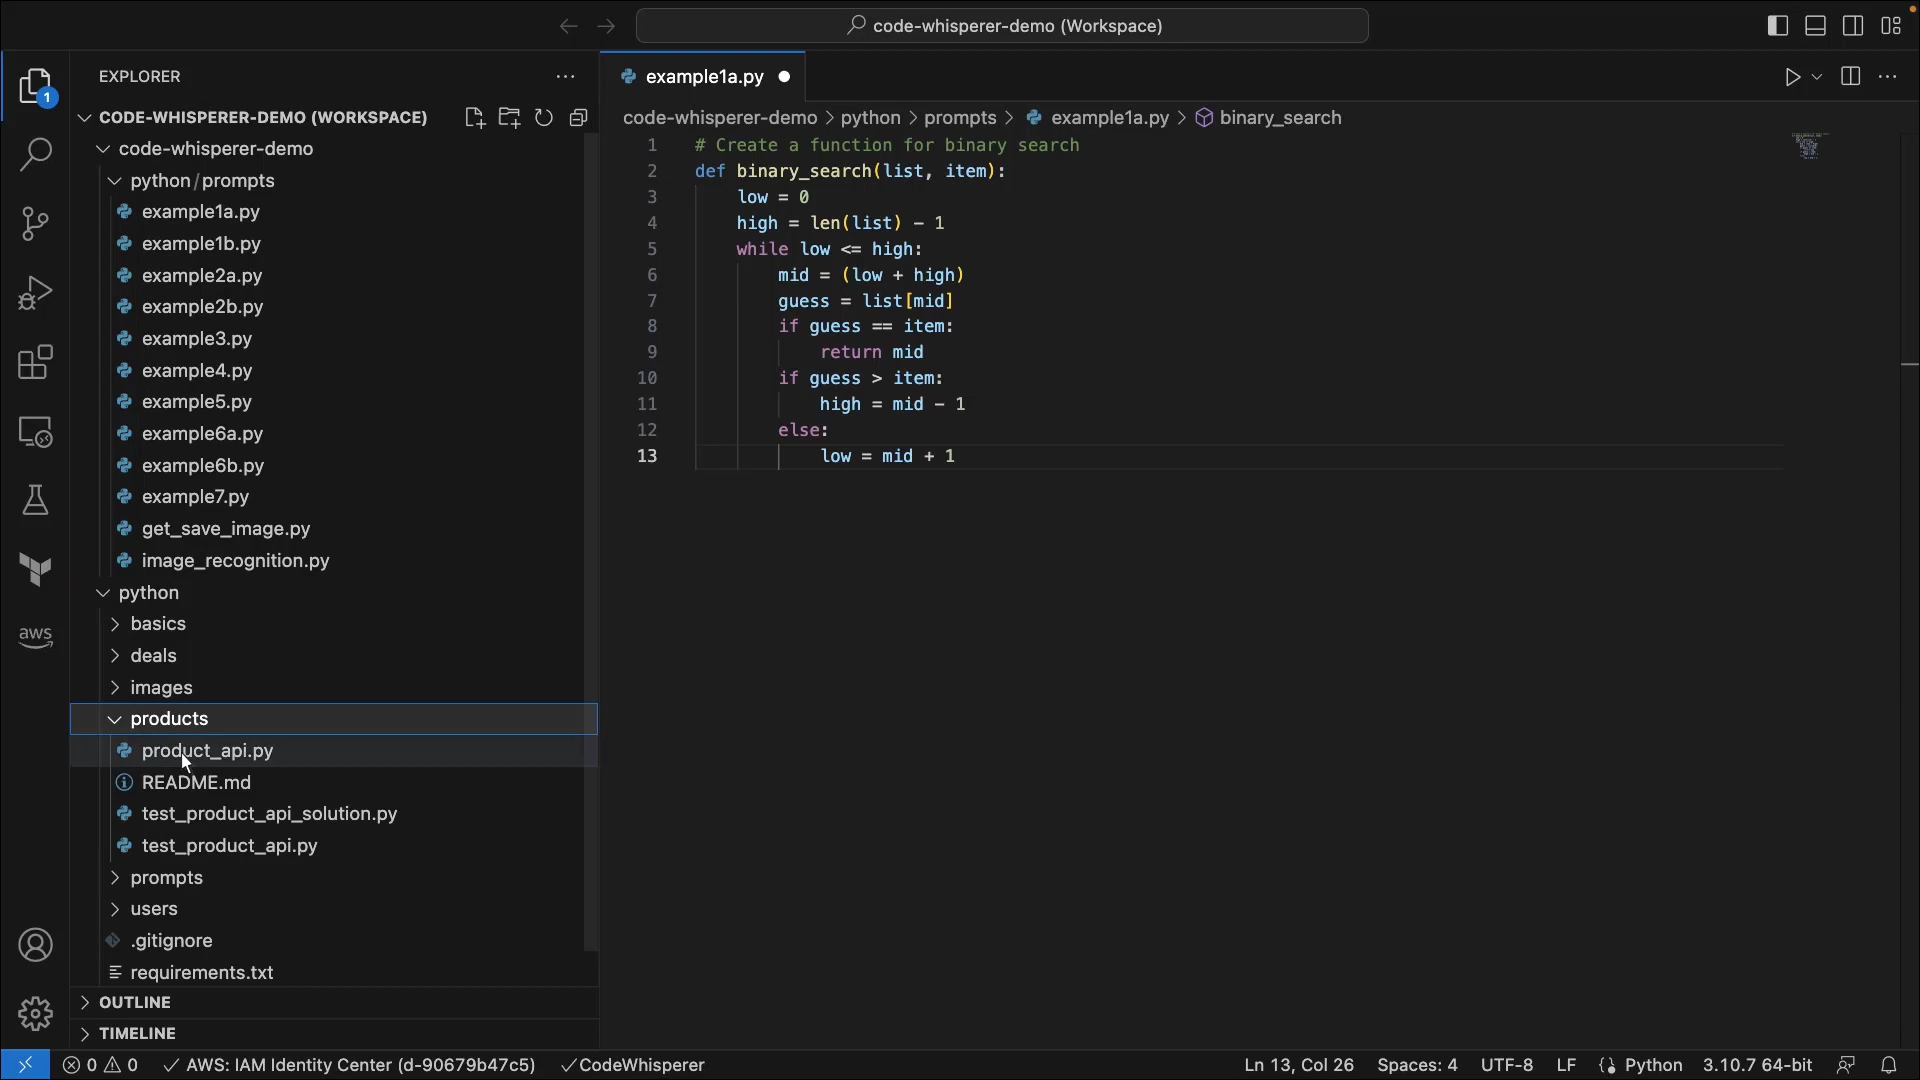 code-whisperer-demo (Workspace)
EXPLORER
example1a.py
1
CODE-WHISPERER-DEMO (WORKSPACE)
code-whisperer-demo > python > prompts > example1a.py > binary_search
code-whisperer-demo
python/prompts
example1a.py
example1b.py
example2a.py
example2b.py
example3.py
example4.py
example5.py
example6a.py
example6b.py
example7.py
get_save_image.py
image_recognition.py
python
basics
deals
images
products
product_api.py
README.md
test_product_api_solution.py
test_product_api.py
prompts
users
.gitignore
requirements.txt
OUTLINE
TIMELINE
aws
1 # Create a function for binary search
2 def binary_search(list, item):
3 low = 0
4 high = len(list) - 1
5 while low <= high:
6 mid = (low + high)
7 guess = list[mid]
8 if guess == item:
9 return mid
10 if guess > item:
11 high = mid - 1
12 else:
13 low = mid + 1
0 0 AWS: IAM Identity Center (d-90679b47c5) CodeWhisperer Ln 13, Col 26 Spaces: 4 UTF-8 LF Python 3.10.7 64-bit